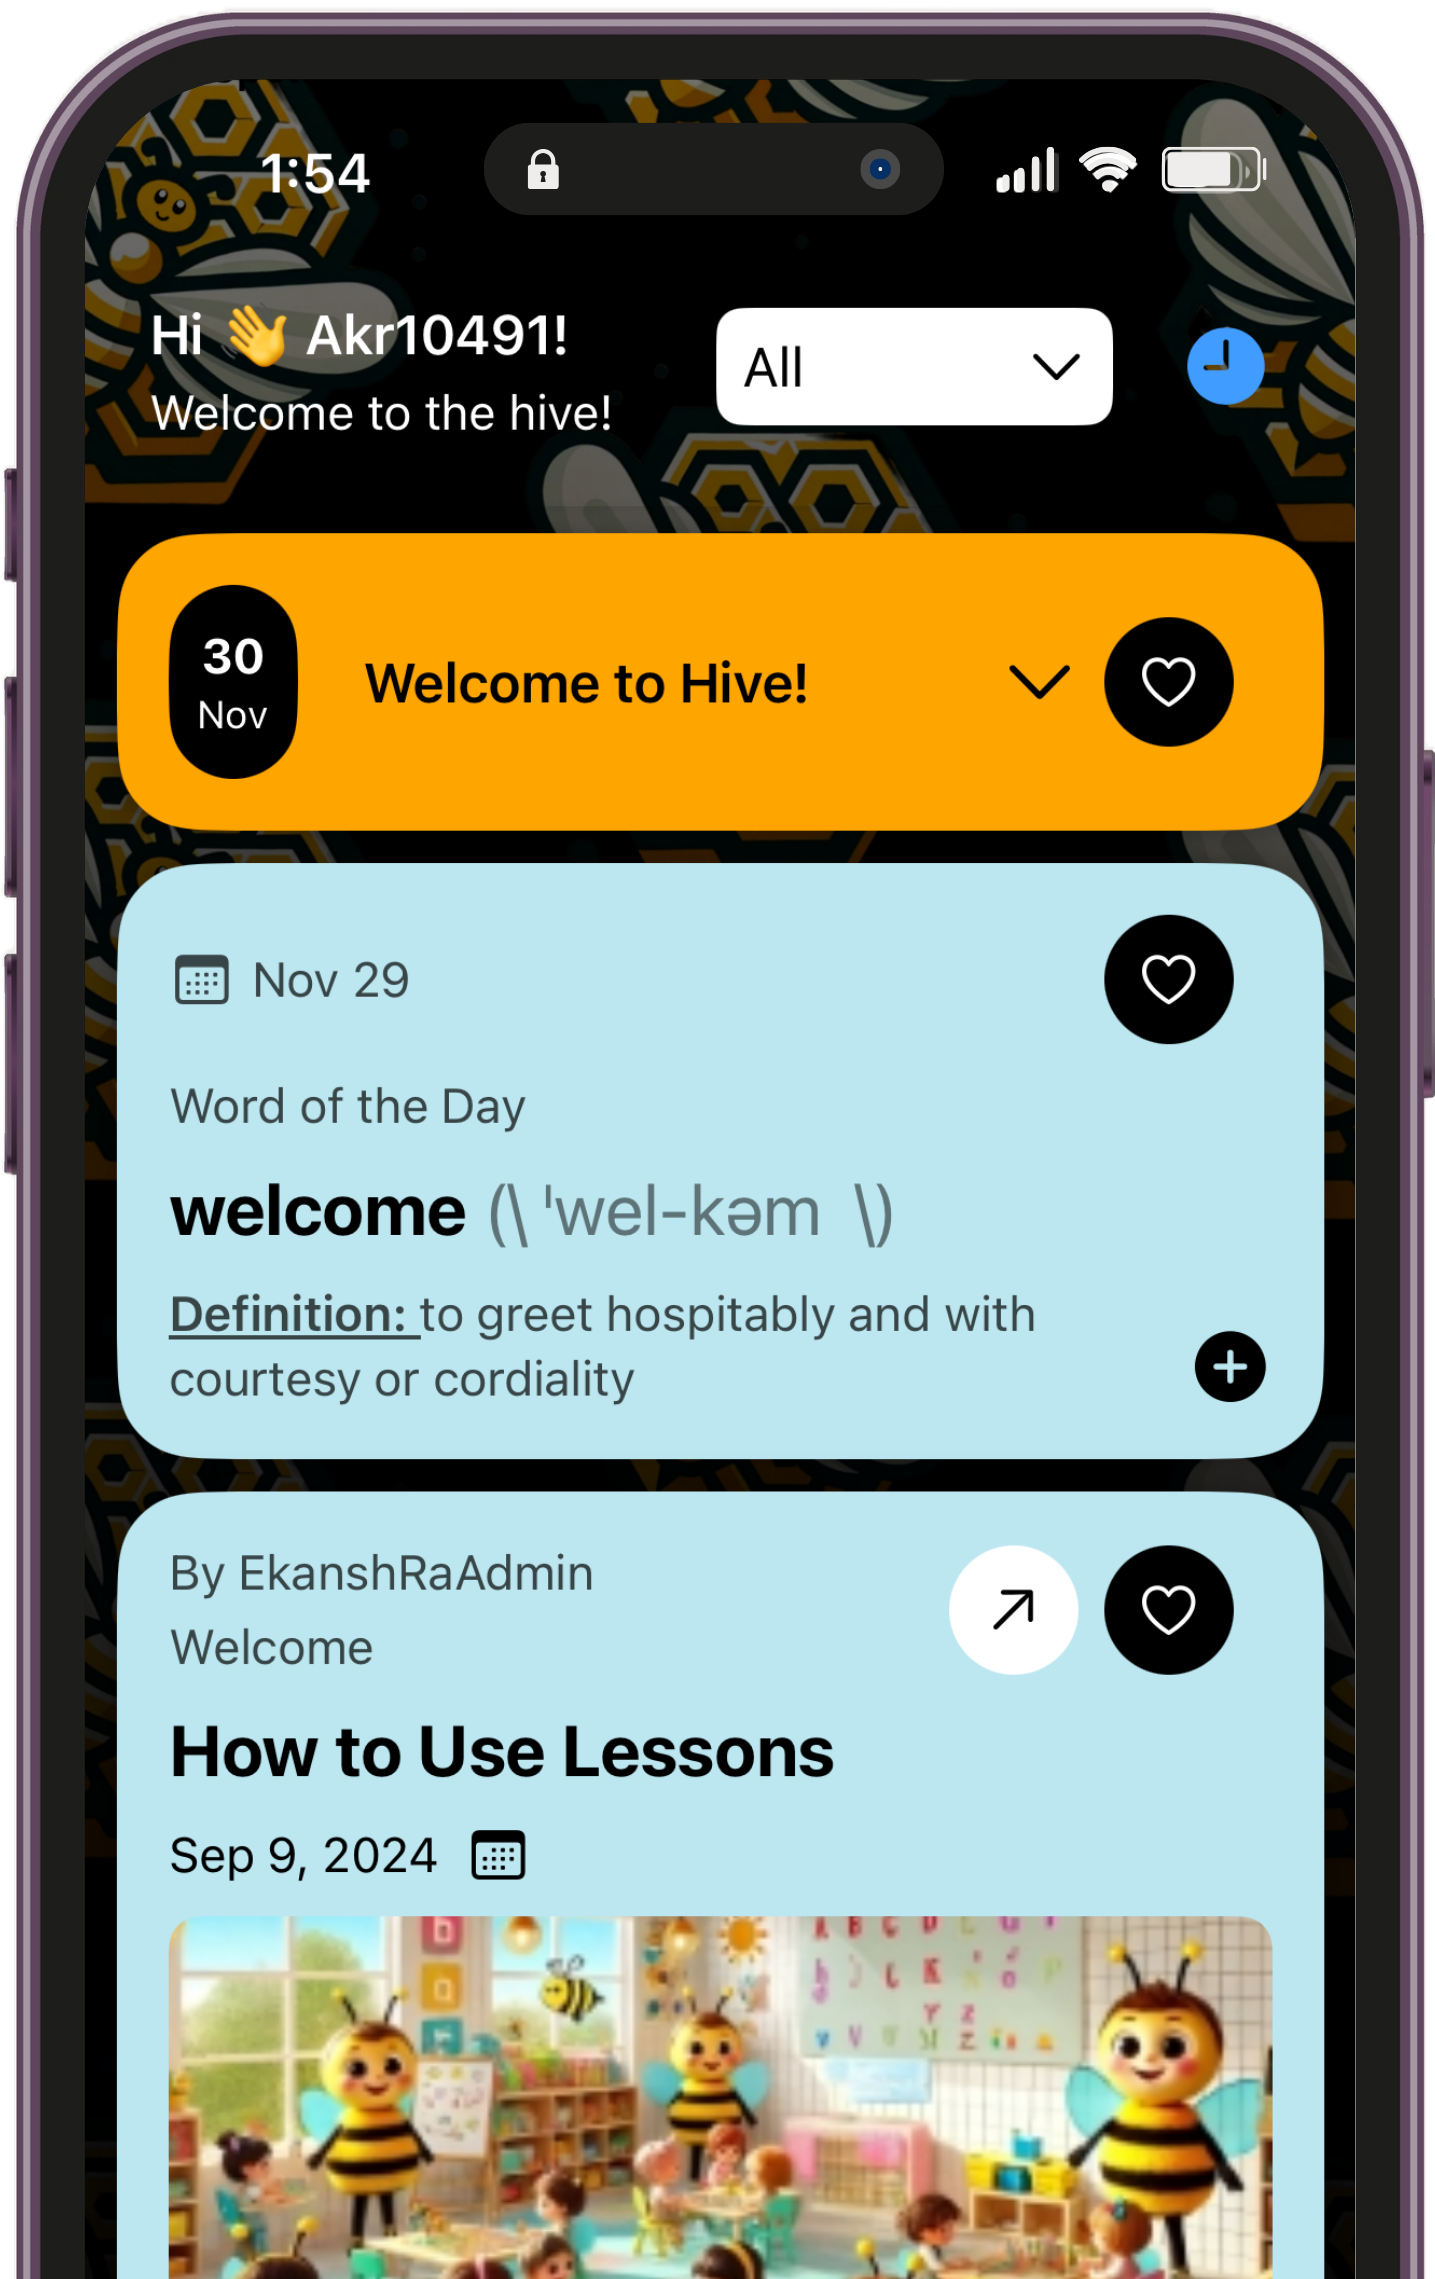 1:54
Hi 👋 Akr10491!
Welcome to the hive!
All
30
Nov
Welcome to Hive!
Nov 29
Word of the Day
welcome (\ ˈwel-kəm  \)
Definition: to greet hospitably and with
courtesy or cordiality
By EkanshRaAdmin
Welcome
How to Use Lessons
Sep 9, 2024